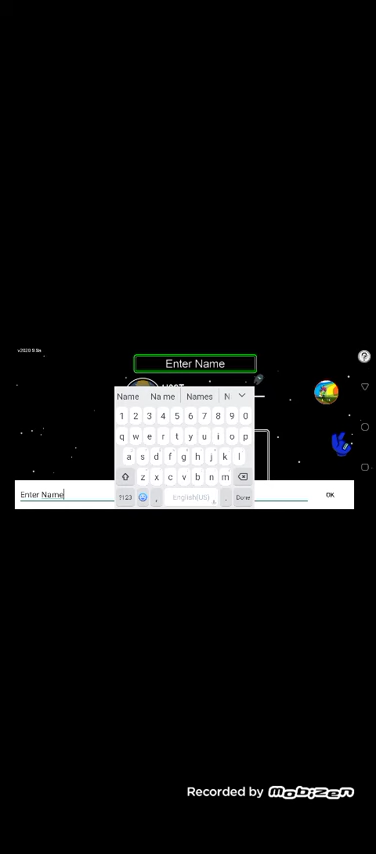 Enter Name
HOST
Name Na me Names N
1 2 3 4 5 6 7 8 9 0
q w e r t y u i o p
a s d f g h j k l
z x c v b n m
?123 , English(US) . Done
Enter Name OK
Recorded by Mobizen